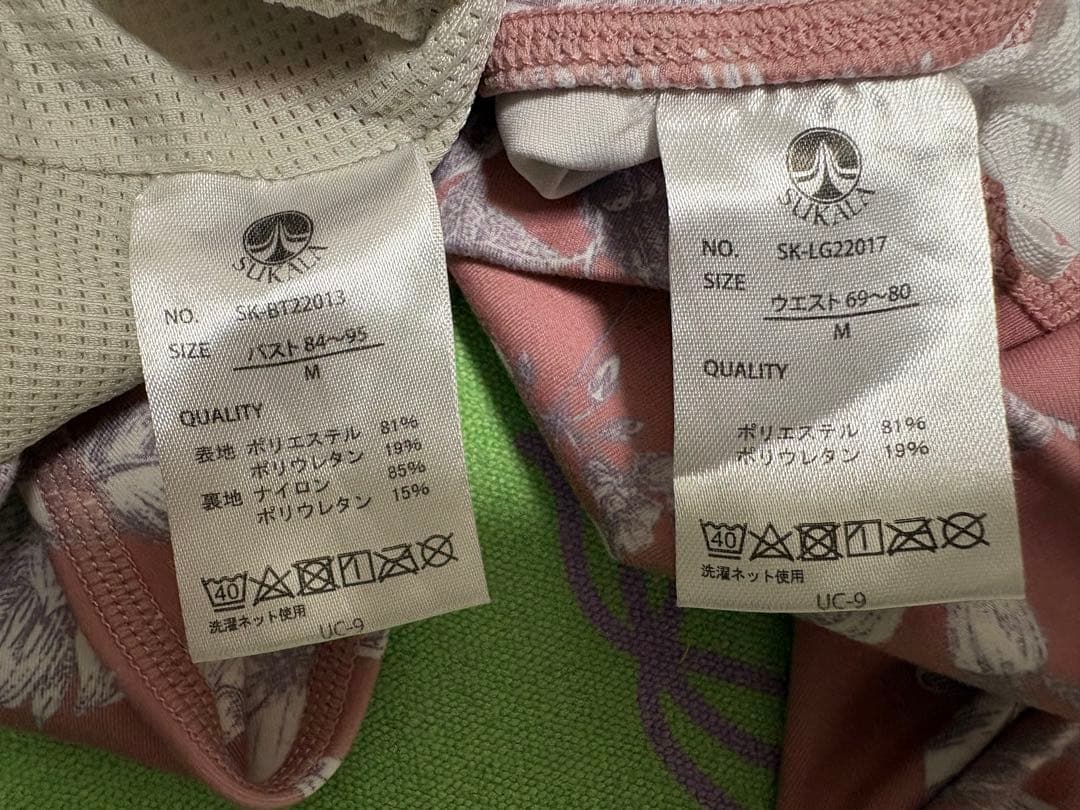 SUKALA
NO. SK-BT22013
SIZE バスト 84〜95
M
QUALITY
表地 ポリエステル 81%
ポリウレタン 19%
裏地 ナイロン 85%
ポリウレタン 15%
40
洗濯ネット使用
UC-9
SUKALA
NO. SK-LG22017
SIZE ウエスト 69〜80
M
QUALITY
ポリエステル 81%
ポリウレタン 19%
40
洗濯ネット使用
UC-9